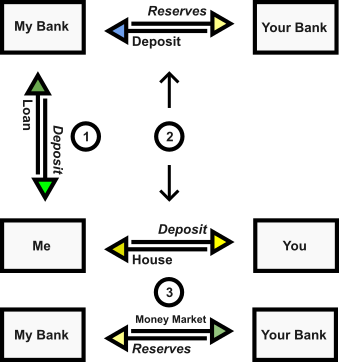 Reserves
My Bank
Your Bank
Deposit
Loan
Deposit
1
2
Deposit
Me
You
House
3
Money Market
My Bank
Your Bank
Reserves